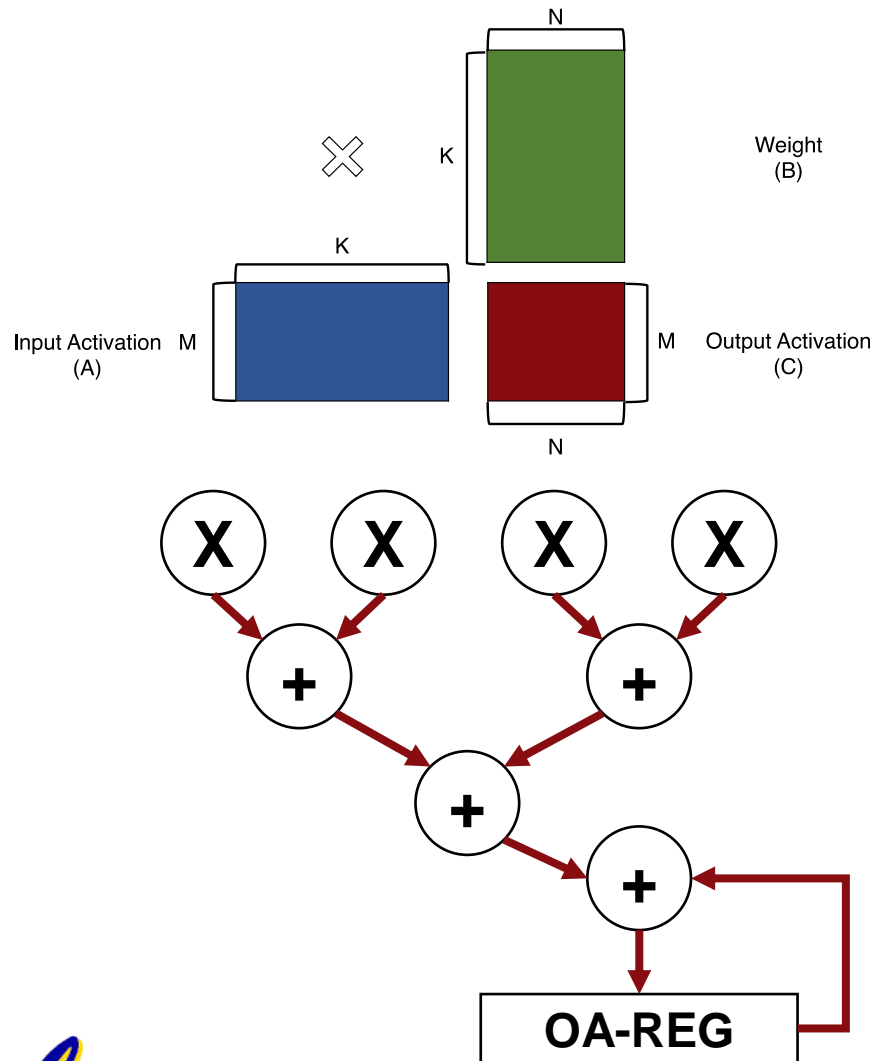 N
K
Weight
(B)
K
Input Activation
(A)
M
M
Output Activation
(C)
N
X X X X
+ +
+
+
OA-REG